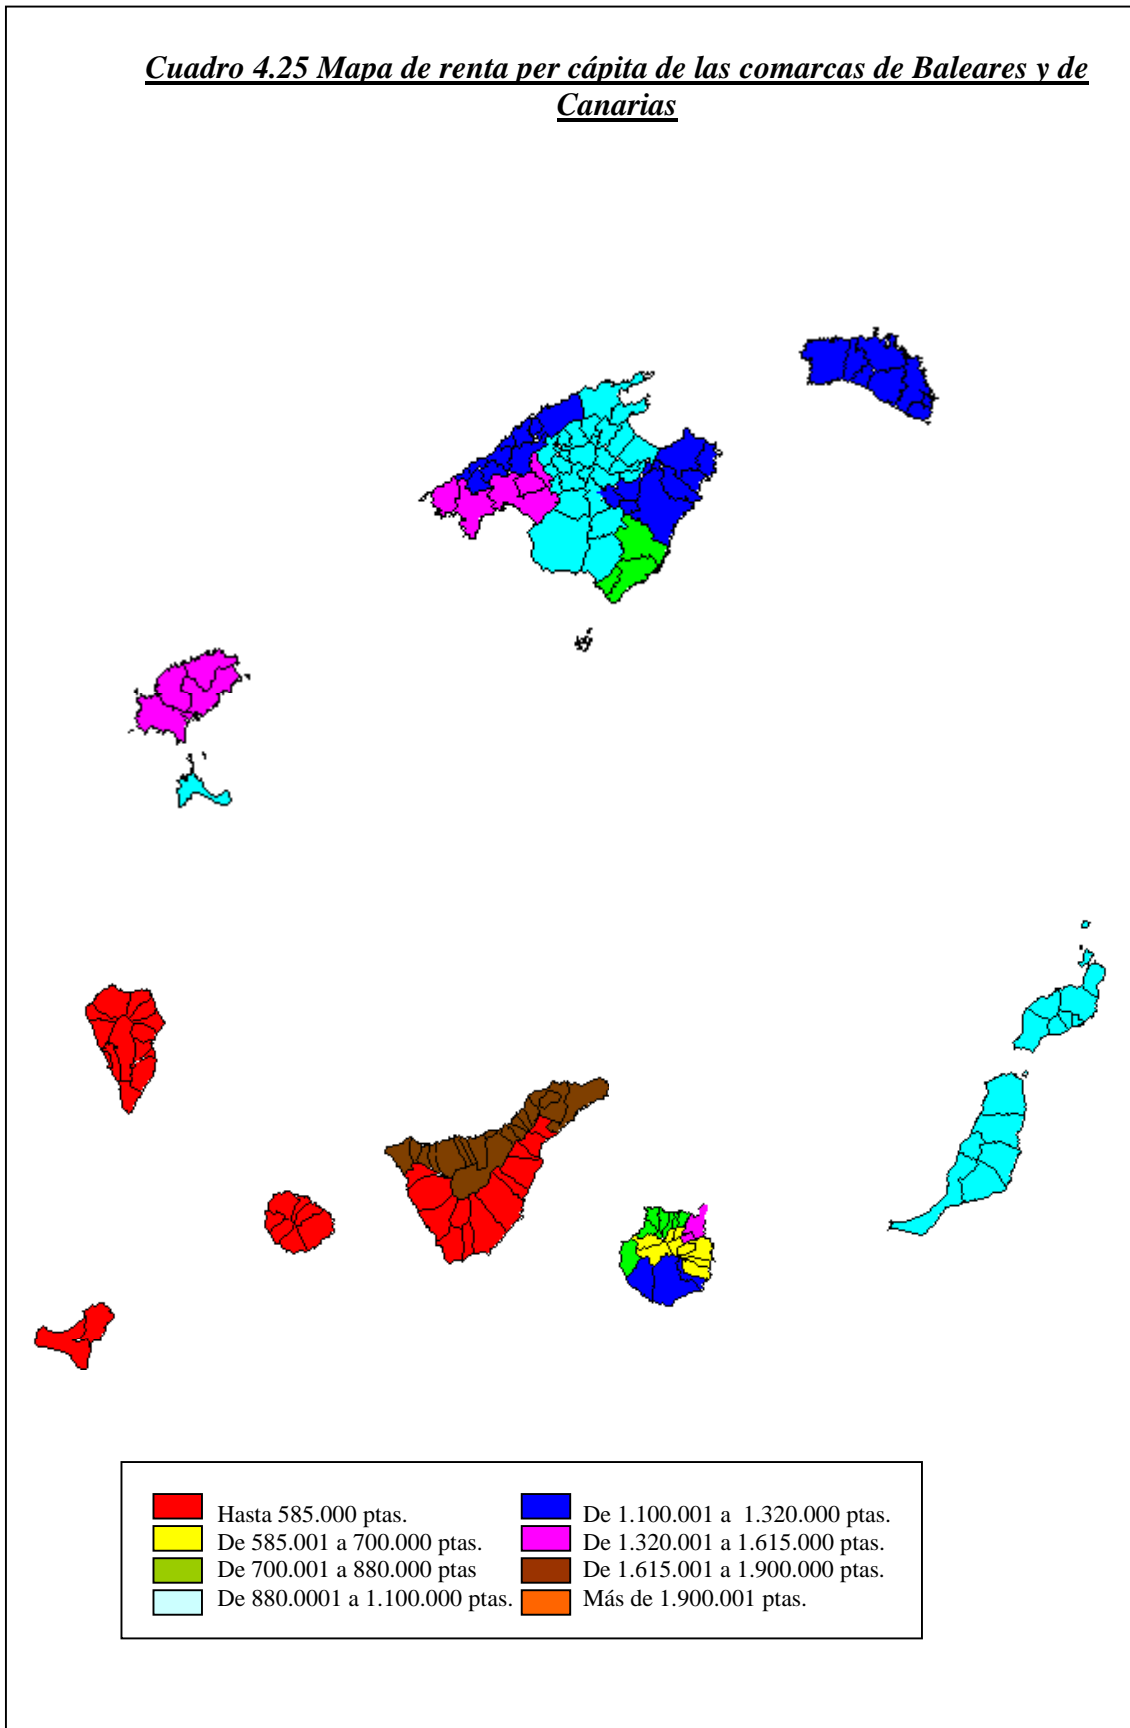 Cuadro 4.25 Mapa de renta per cápita de las comarcas de Baleares y de
Canarias
Hasta 585.000 ptas.
De 585.001 a 700.000 ptas.
De 700.001 a 880.000 ptas
De 880.0001 a 1.100.000 ptas.
De 1.100.001 a  1.320.000 ptas.
De 1.320.001 a 1.615.000 ptas.
De 1.615.001 a 1.900.000 ptas.
Más de 1.900.001 ptas.